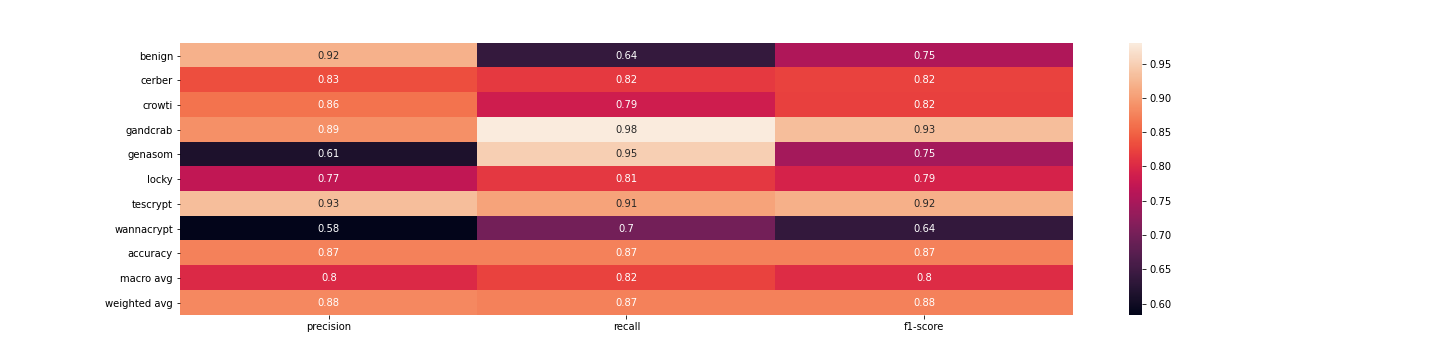 benign 0.92 0.64 0.75
cerber 0.83 0.82 0.82
crowti 0.86 0.79 0.82
gandcrab 0.89 0.98 0.93
genasom 0.61 0.95 0.75
locky 0.77 0.81 0.79
tescrypt 0.93 0.91 0.92
wannacrypt 0.58 0.7 0.64
accuracy 0.87 0.87 0.87
macro avg 0.8 0.82 0.8
weighted avg 0.88 0.87 0.88
precision recall f1-score
0.95
0.90
0.85
0.80
0.75
0.70
0.65
0.60